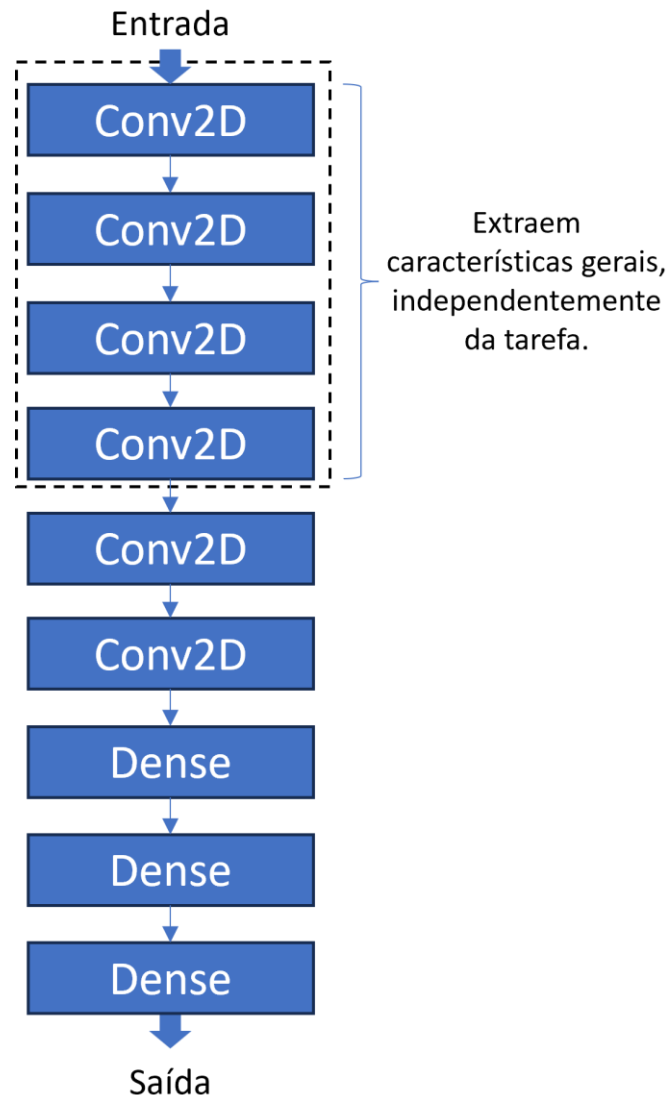 Entrada
Conv2D
Conv2D
Conv2D
Conv2D
Extraem
características gerais,
independentemente
da tarefa.
Conv2D
Conv2D
Dense
Dense
Dense
Saída